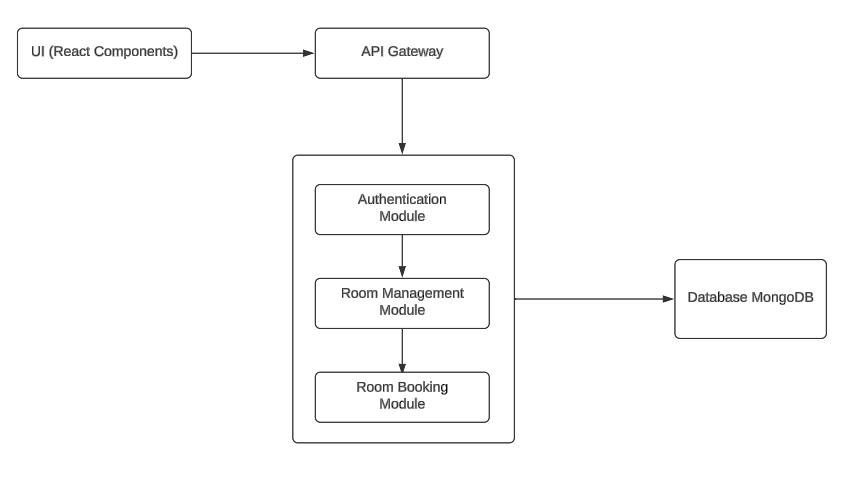 UI (React Components)
API Gateway
Authentication
Module
Room Management
Module
Room Booking
Module
Database MongoDB